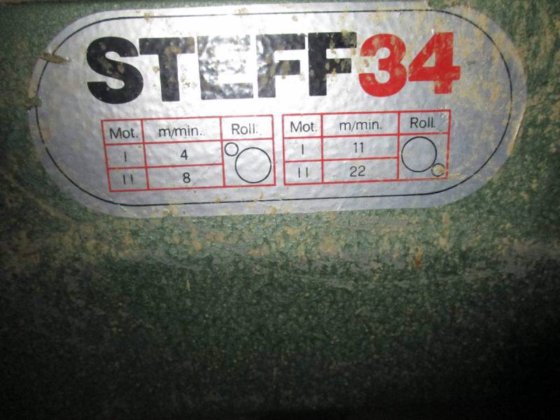 STEFF34
Mot. m/min. Roll. Mot. m/min. Roll.
I 4 I 11
II 8 II 22